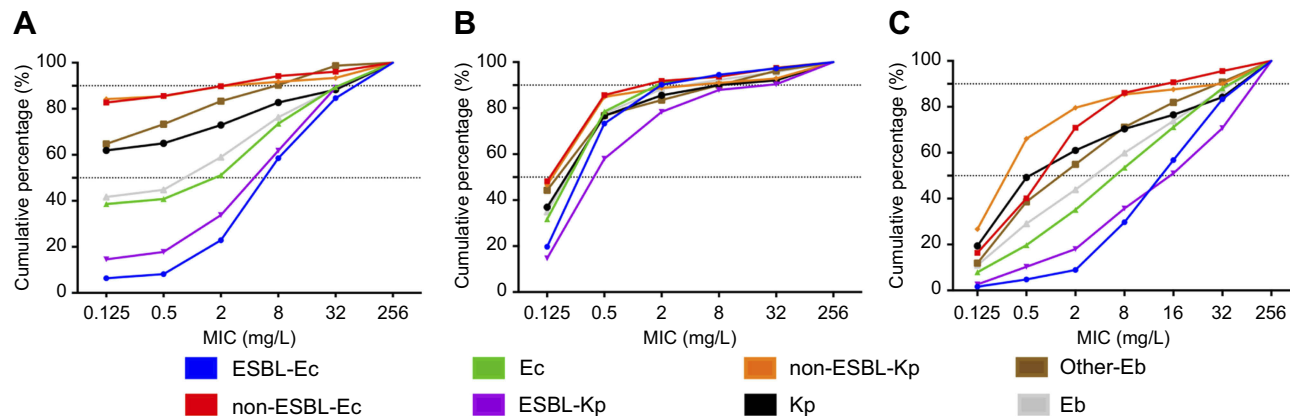 A
B
C
Cumulative percentage (%)
100
80
60
40
20
0
0.125 0.5 2 8 32 256
MIC (mg/L)
Cumulative percentage (%)
100
80
60
40
20
0
0.125 0.5 2 8 32 256
MIC (mg/L)
Cumulative percentage (%)
100
80
60
40
20
0
0.125 0.5 2 8 16 32 256
MIC (mg/L)
ESBL-Ec Ec non-ESBL-Kp Other-Eb
non-ESBL-Ec ESBL-Kp Kp Eb